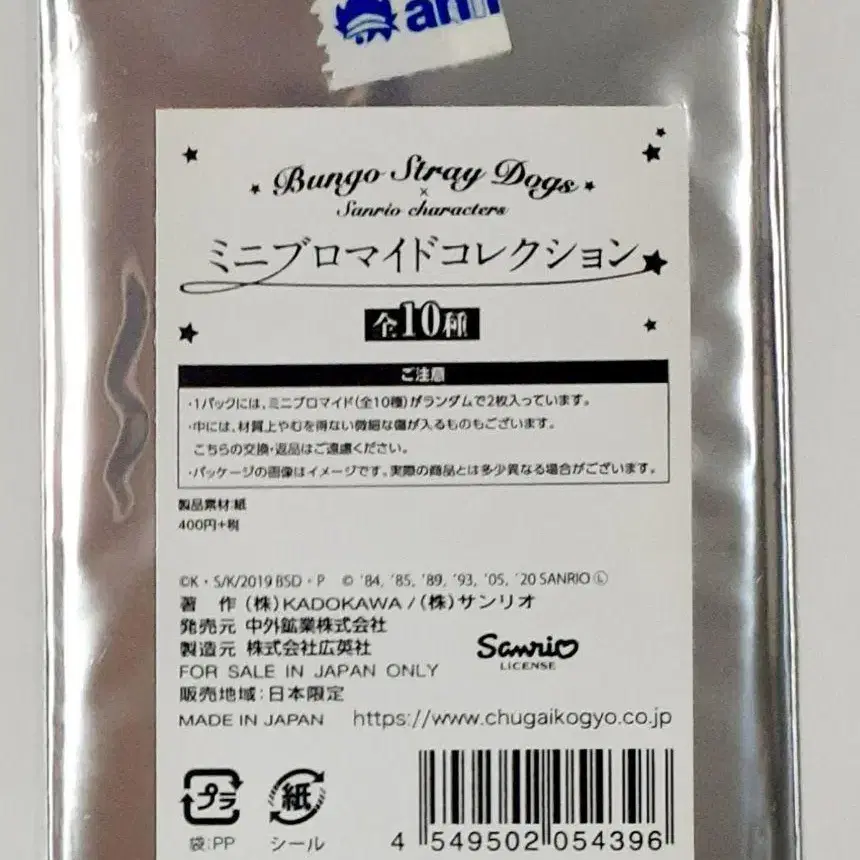 Bungo Stray Dogs
×
Sanrio characters
ミニブロマイドコレクション
全10種
ご注意
・1パックには、ミニブロマイド(全10種)がランダムで2枚入っています。
・中には、材質上やむを得ない微細な傷が入るものもございます。
こちらの交換・返品はご遠慮ください。
・パッケージの画像はイメージです。実際の商品とは多少異なる場合がございます。
製品素材:紙
400円+税
©K・S/K/2019 BSD・P © '84, '85, '89, '93, '05, '20 SANRIO Ⓛ
著 作 (株)KADOKAWA/(株)サンリオ
発売元 中外鉱業株式会社
製造元 株式会社広英社
Sanrio
LICENSE
FOR SALE IN JAPAN ONLY
販売地域:日本限定
MADE IN JAPAN https://www.chugaikogyo.co.jp
プラ
紙
袋:PP シール
4 549502 054396